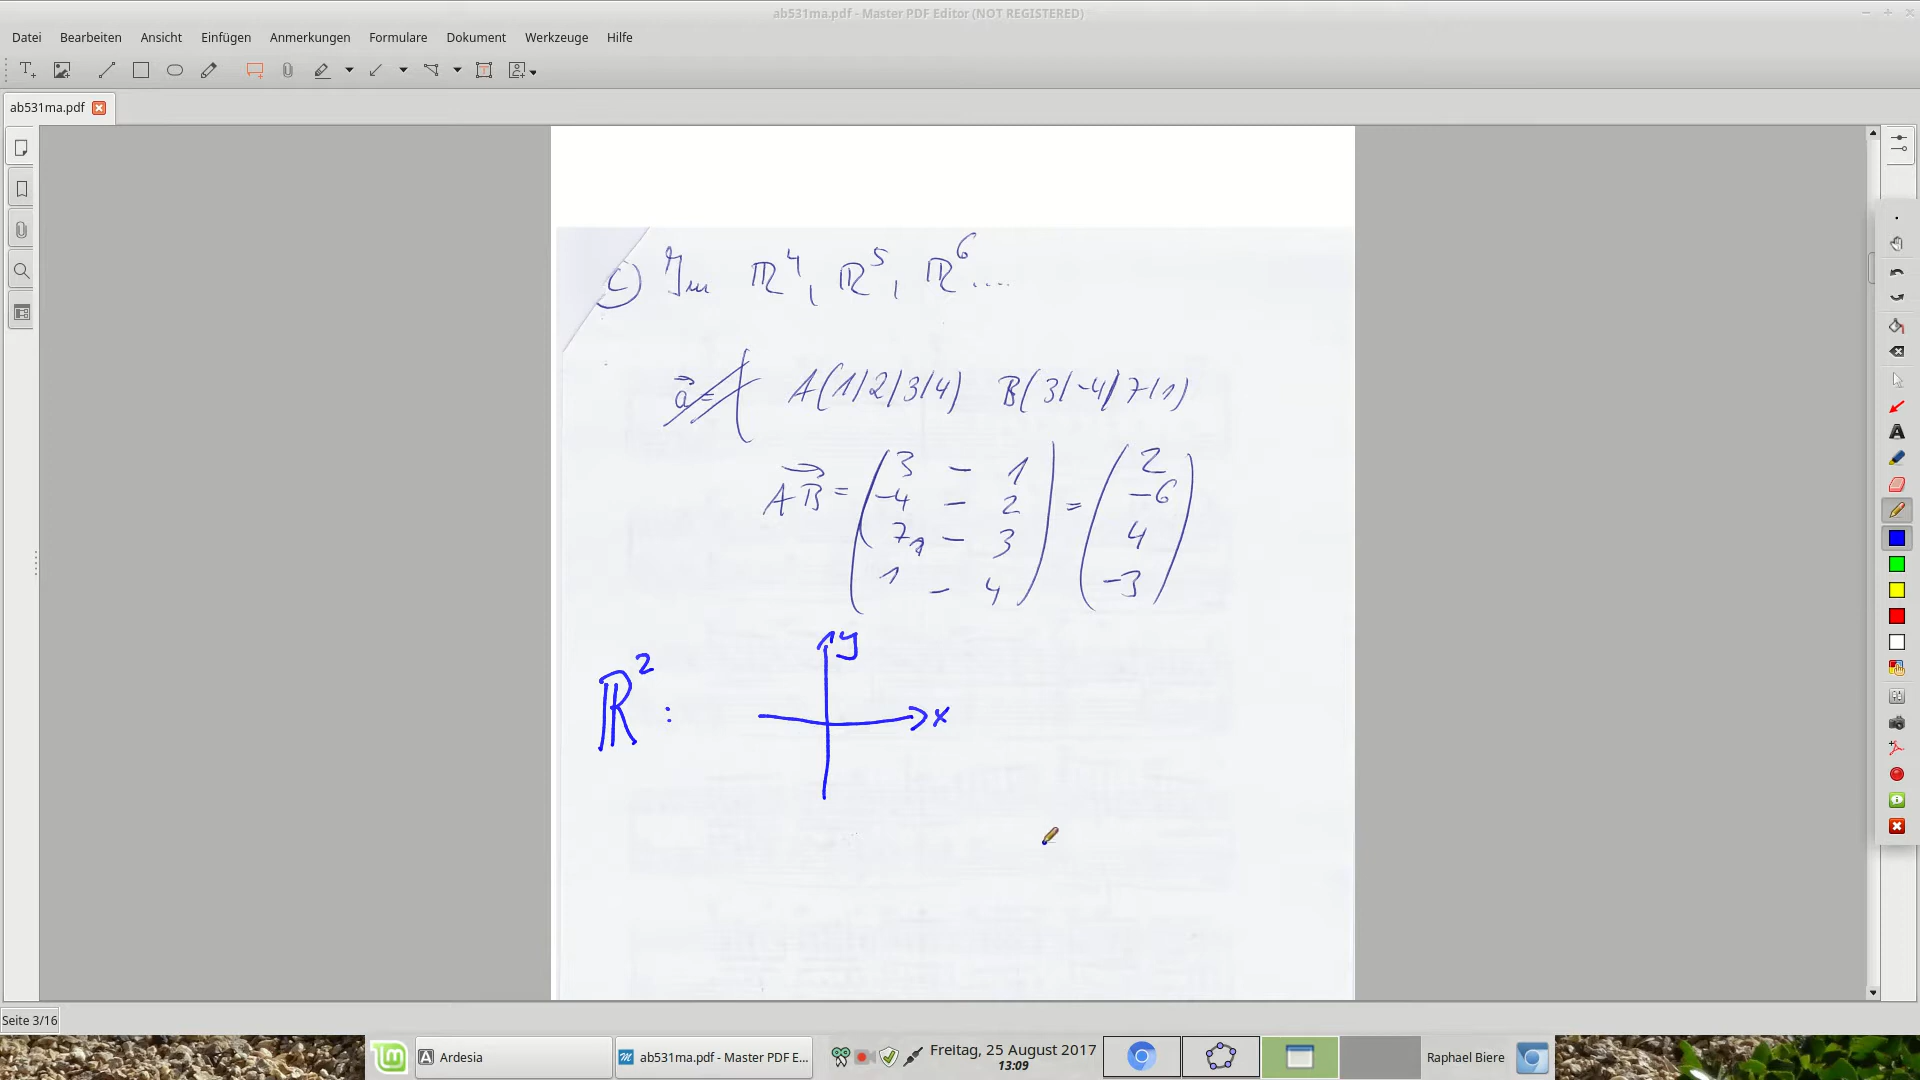 ab531ma.pdf - Master PDF Editor (NOT REGISTERED)
Datei Bearbeiten Ansicht Einfügen Anmerkungen Kommentare Formulare Dokument Werkzeuge Hilfe
ab531ma.pdf
c) Im ℝ⁴, ℝ⁵, ℝ⁶....
a⃗ = ( A(1|2|3|4) B(3|-4|7|1)
AB⃗ = ( 3 - 1 ) = ( 2 )
-4 - 2 -6
7 - 3 4
1 - 4 -3
ℝ² :
y
x
Seite 3/16
Ardesia
ab531ma.pdf - Master PDF E...
Freitag, 25 August 2017
13:09
Raphael Biere